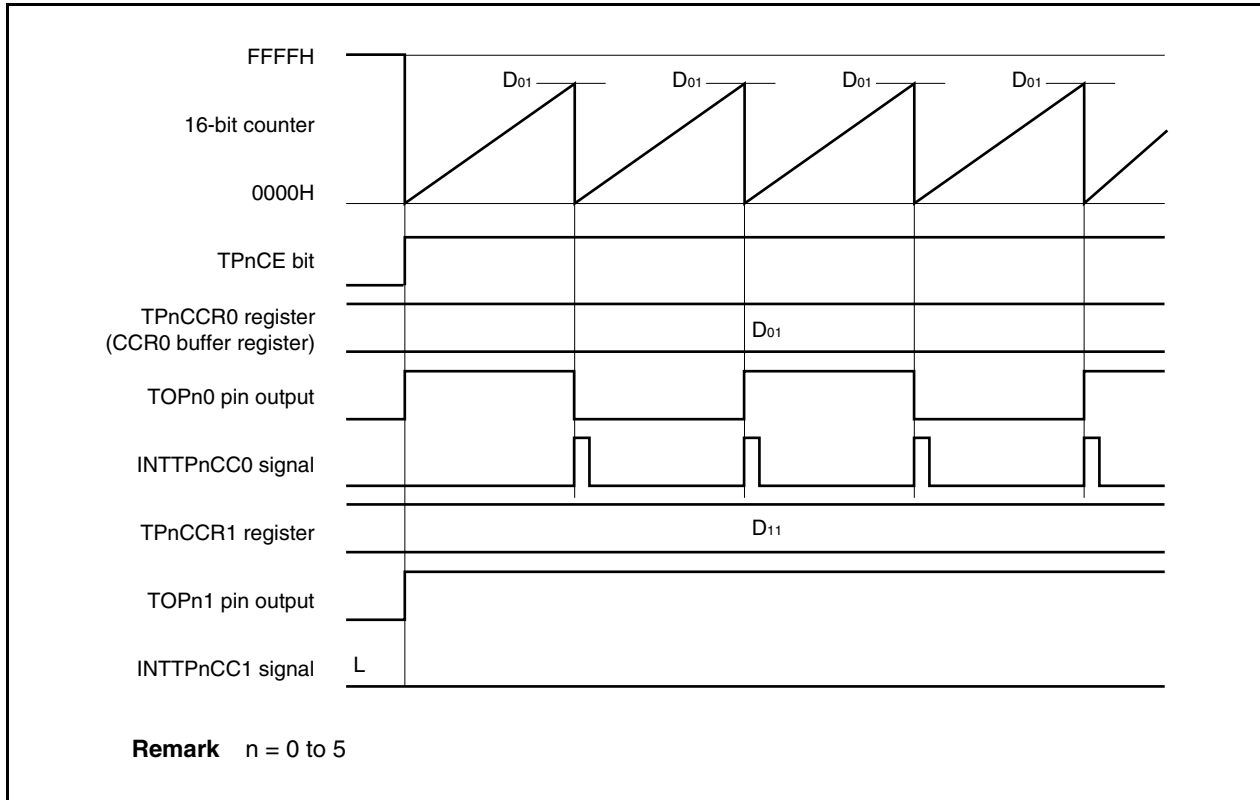 FFFFH
D01 D01 D01 D01
16-bit counter
0000H
TPnCE bit
TPnCCR0 register
(CCR0 buffer register)
D01
TOPn0 pin output
INTTPnCC0 signal
TPnCCR1 register
D11
TOPn1 pin output
INTTPnCC1 signal
L
Remark n = 0 to 5